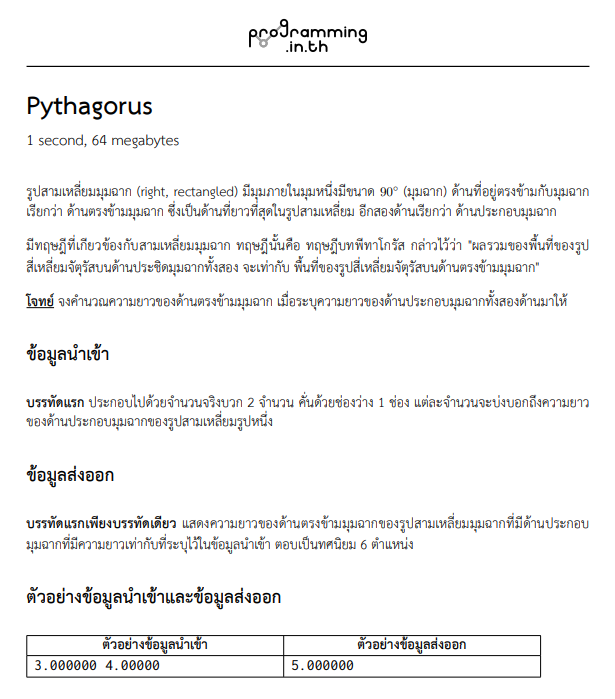 programming
.in.th
Pythagorus
1 second, 64 megabytes
รูปสามเหลี่ยมมุมฉาก (right, rectangled) มีมุมภายในมุมหนึ่งมีขนาด 90° (มุมฉาก) ด้านที่อยู่ตรงข้ามกับมุมฉาก
เรียกว่า ด้านตรงข้ามมุมฉาก ซึ่งเป็นด้านที่ยาวที่สุดในรูปสามเหลี่ยม อีกสองด้านเรียกว่า ด้านประกอบมุมฉาก
มีทฤษฎีที่เกี่ยวข้องกับสามเหลี่ยมมุมฉาก ทฤษฎีนั้นคือ ทฤษฎีบทพีทาโกรัส กล่าวไว้ว่า "ผลรวมของพื้นที่ของรูป
สี่เหลี่ยมจัตุรัสบนด้านประชิดมุมฉากทั้งสอง จะเท่ากับ พื้นที่ของรูปสี่เหลี่ยมจัตุรัสบนด้านตรงข้ามมุมฉาก"
โจทย์ จงคำนวณความยาวของด้านตรงข้ามมุมฉาก เมื่อระบุความยาวของด้านประกอบมุมฉากทั้งสองด้านมาให้
ข้อมูลนำเข้า
บรรทัดแรก ประกอบไปด้วยจำนวนจริงบวก 2 จำนวน คั่นด้วยช่องว่าง 1 ช่อง แต่ละจำนวนจะบ่งบอกถึงความยาว
ของด้านประกอบมุมฉากของรูปสามเหลี่ยมรูปหนึ่ง
ข้อมูลส่งออก
บรรทัดแรกเพียงบรรทัดเดียว แสดงความยาวของด้านตรงข้ามมุมฉากของรูปสามเหลี่ยมมุมฉากที่มีด้านประกอบ
มุมฉากที่มีความยาวเท่ากับที่ระบุไว้ในข้อมูลนำเข้า ตอบเป็นทศนิยม 6 ตำแหน่ง
ตัวอย่างข้อมูลนำเข้าและข้อมูลส่งออก
ตัวอย่างข้อมูลนำเข้า ตัวอย่างข้อมูลส่งออก
3.000000 4.00000 5.000000